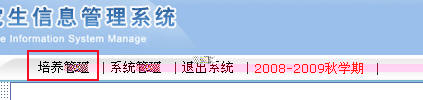 生信息管理系统
e Information System Manage
培养管理 | 系统管理 | 退出系统 | 2008-2009秋学期 |